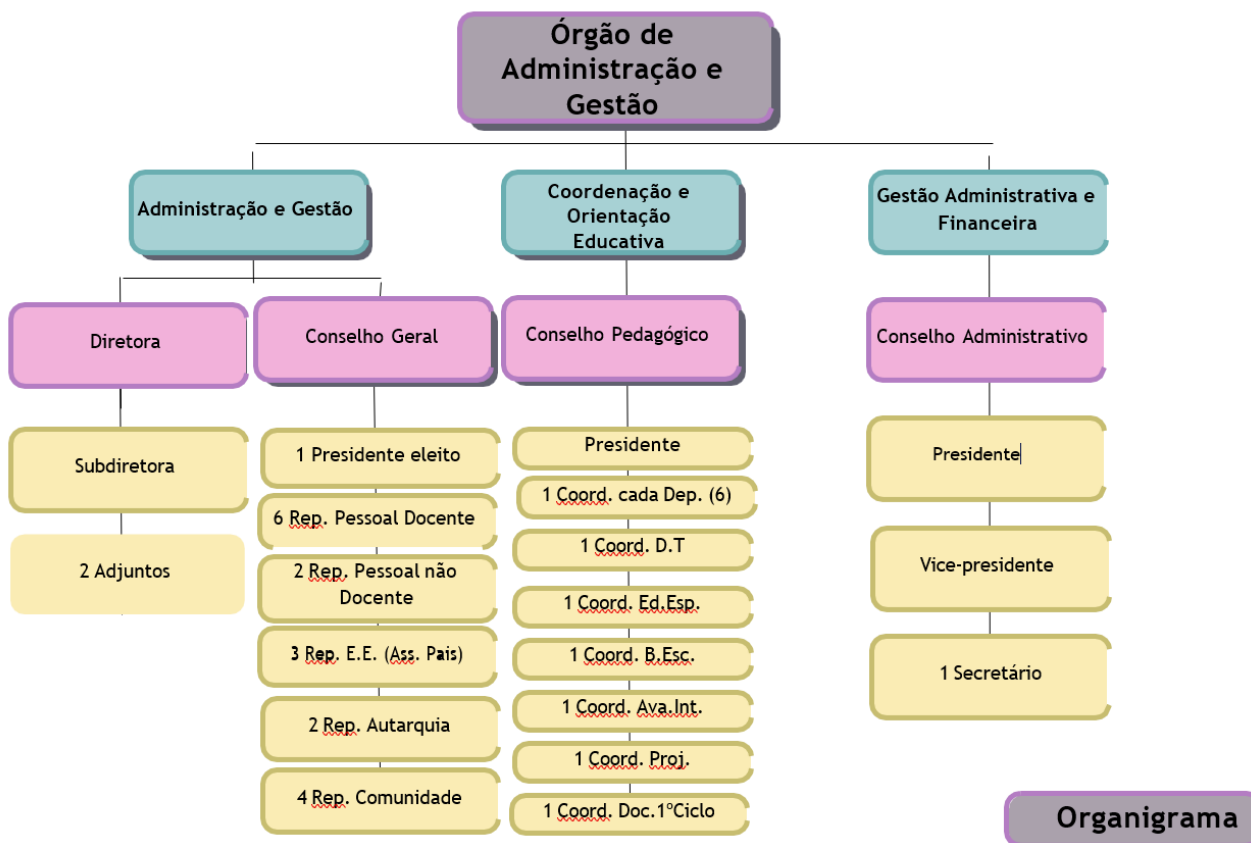 Órgão de
Administração e
Gestão
Administração e Gestão
Coordenação e
Orientação
Educativa
Gestão Administrativa e
Financeira
Diretora
Conselho Geral
Conselho Pedagógico
Conselho Administrativo
Subdiretora
2 Adjuntos
1 Presidente eleito
6 Rep. Pessoal Docente
2 Rep. Pessoal não
Docente
3 Rep. E.E. (Ass. Pais)
2 Rep. Autarquia
4 Rep. Comunidade
Presidente
1 Coord. cada Dep. (6)
1 Coord. D.T
1 Coord. Ed.Esp.
1 Coord. B.Esc.
1 Coord. Ava.Int.
1 Coord. Proj.
1 Coord. Doc.1ºCiclo
Presidente
Vice-presidente
1 Secretário
Organigrama